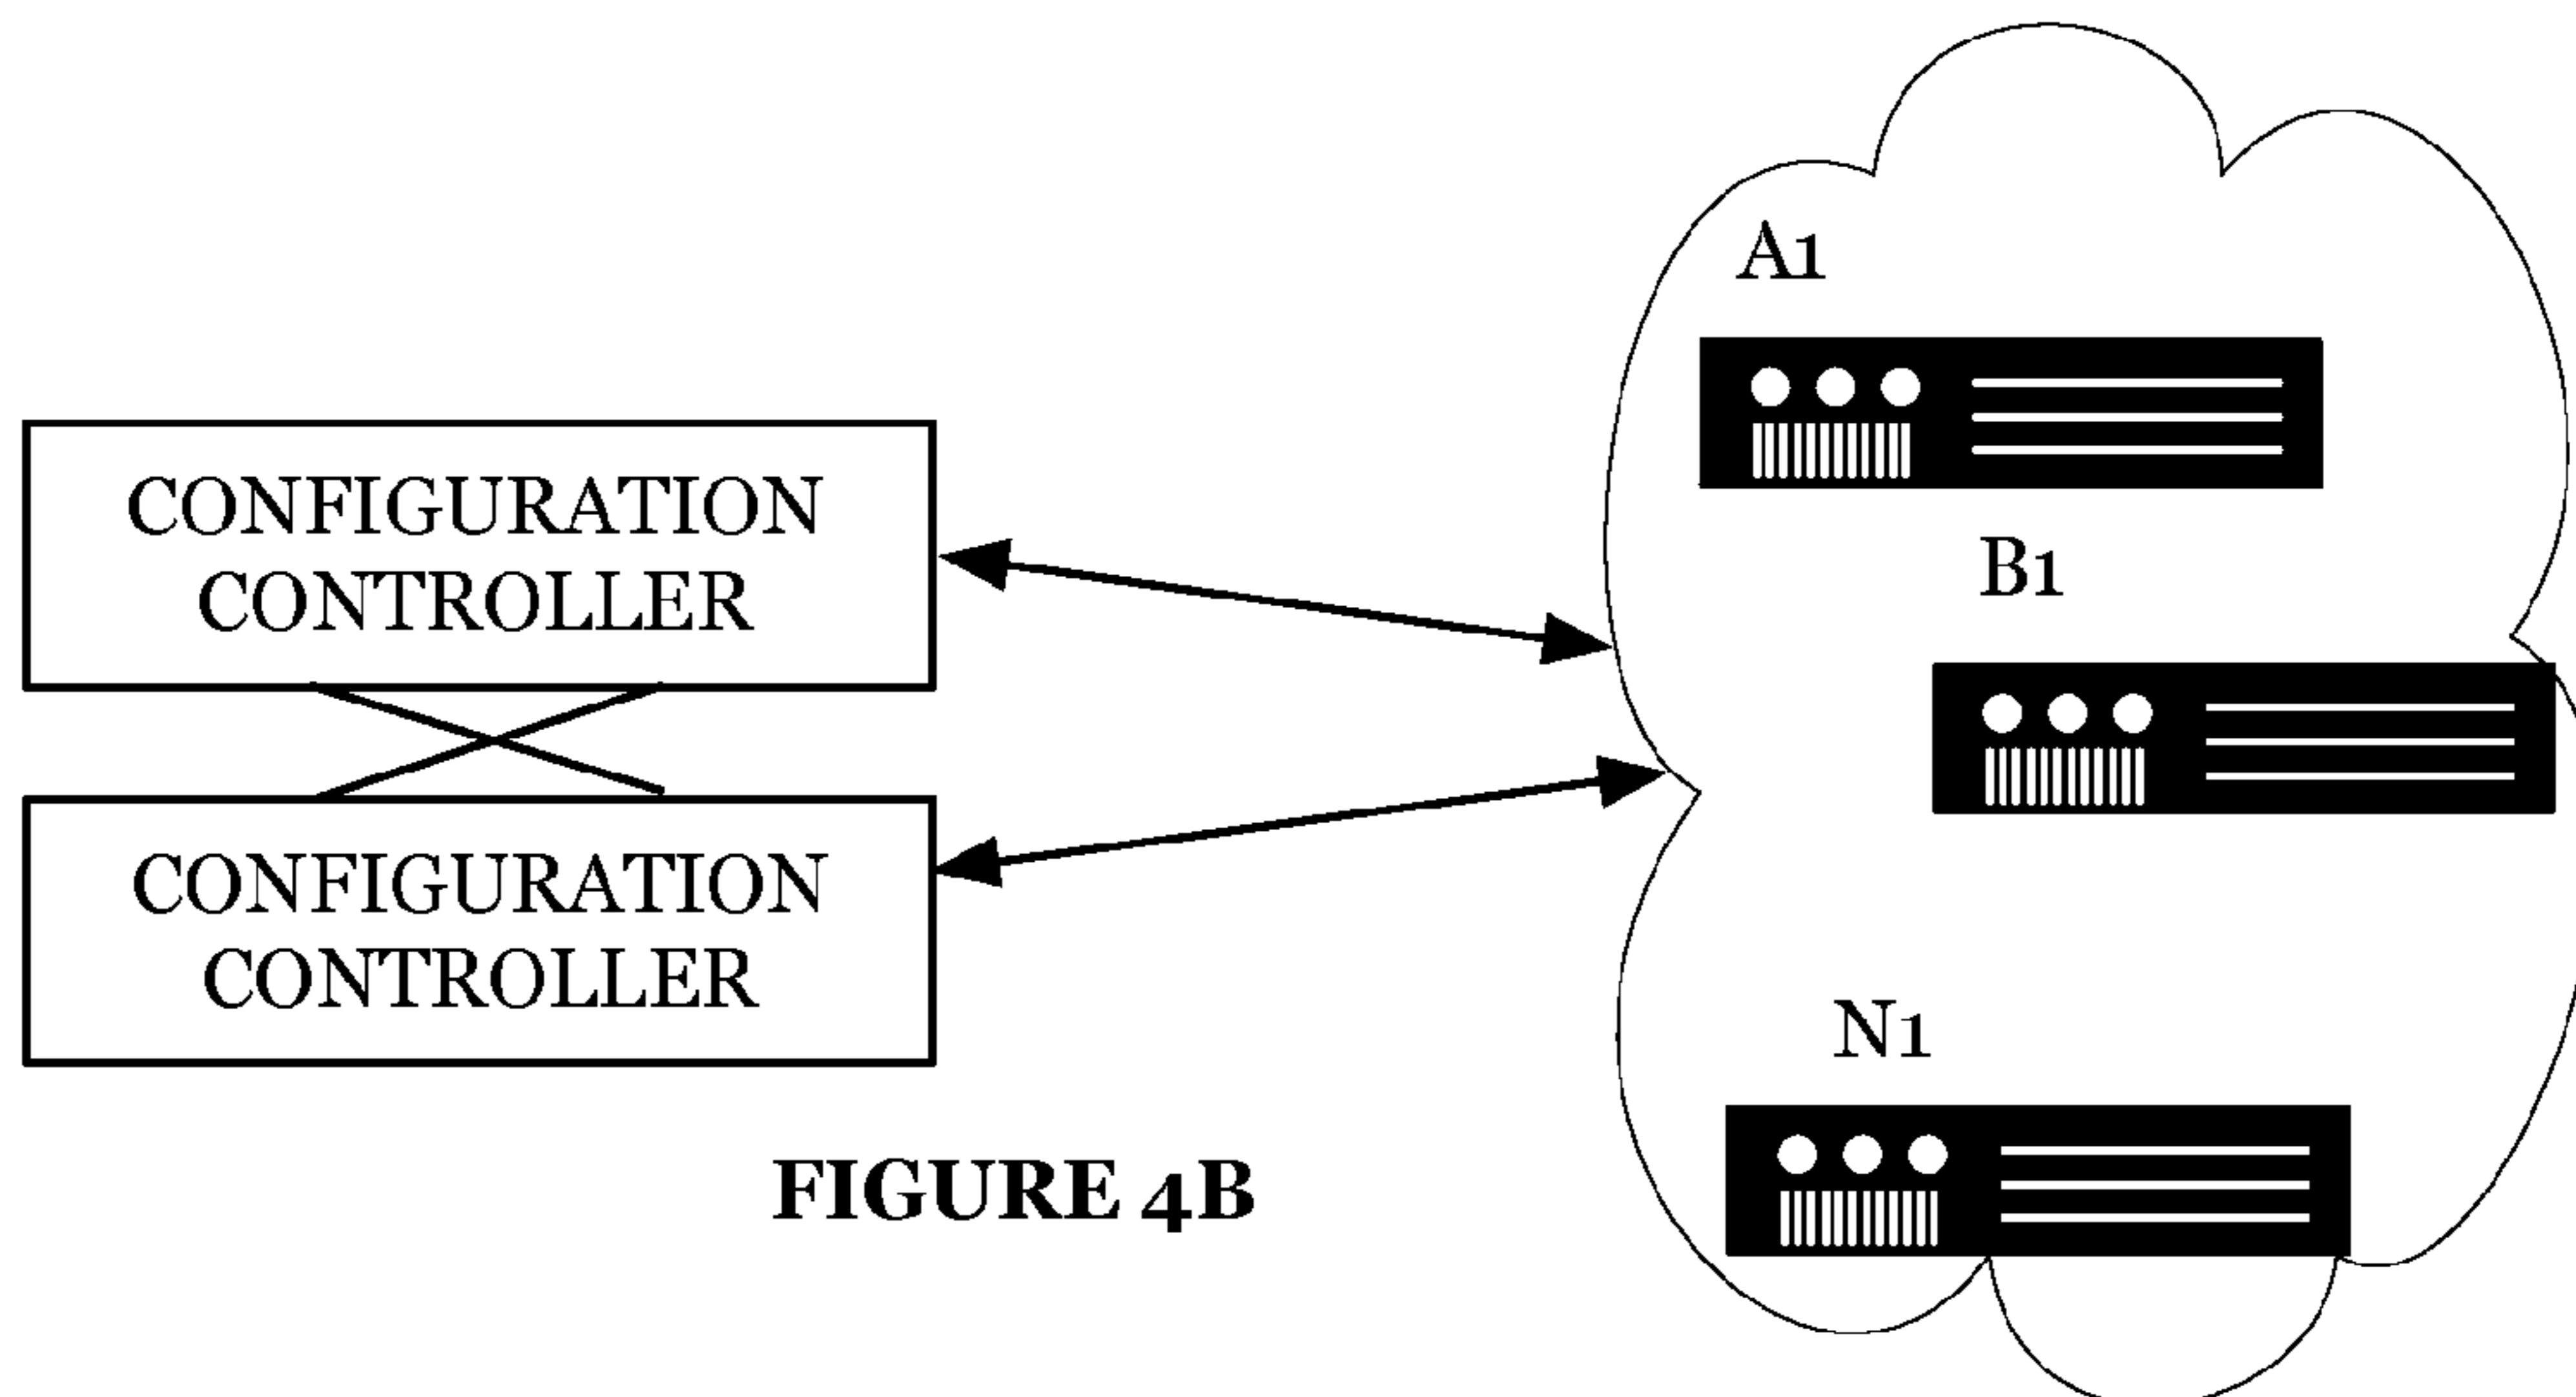 CONFIGURATION
CONTROLLER
CONFIGURATION
CONTROLLER
A1
B1
N1
FIGURE 4B